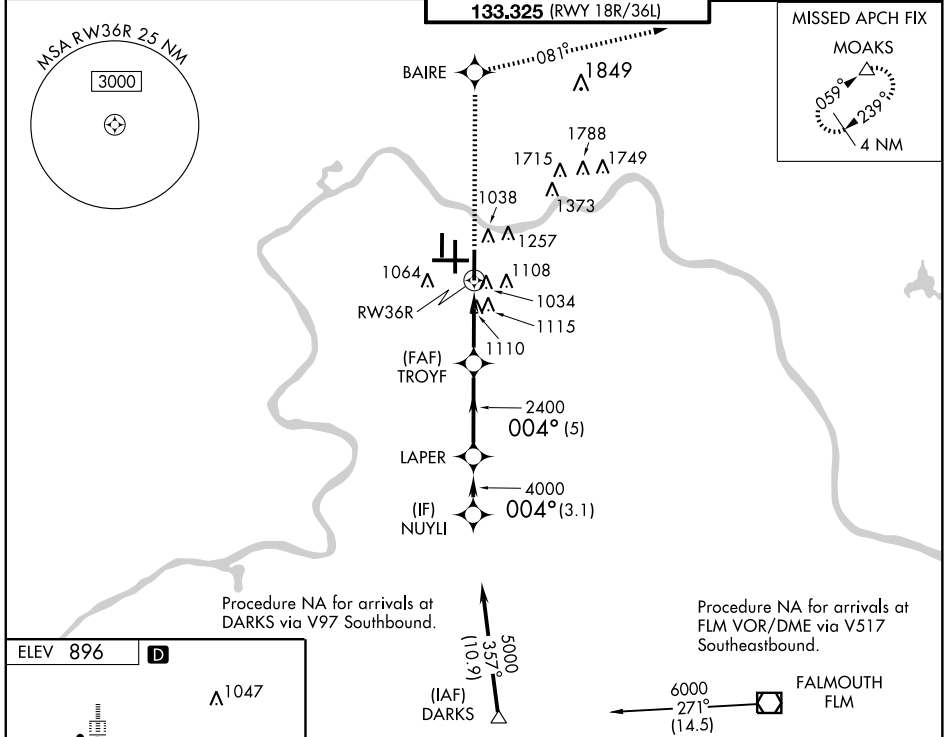 133.325 (RWY 18R/36L)
MSA RW36R 25 NM
3000
MISSED APCH FIX
MOAKS
059°
239°
4 NM
BAIRE
081°
1849
1788
1715
1749
1373
1038
1257
1064
1108
1034
RW36R
1115
1110
(FAF)
TROYF
2400
004° (5)
LAPER
4000
004° (3.1)
(IF)
NUYLI
Procedure NA for arrivals at
DARKS via V97 Southbound.
Procedure NA for arrivals at
FLM VOR/DME via V517
Southeastbound.
5000
357°
(10.9)
(IAF)
DARKS
6000
271°
(14.5)
FALMOUTH
FLM
ELEV 896
D
1047